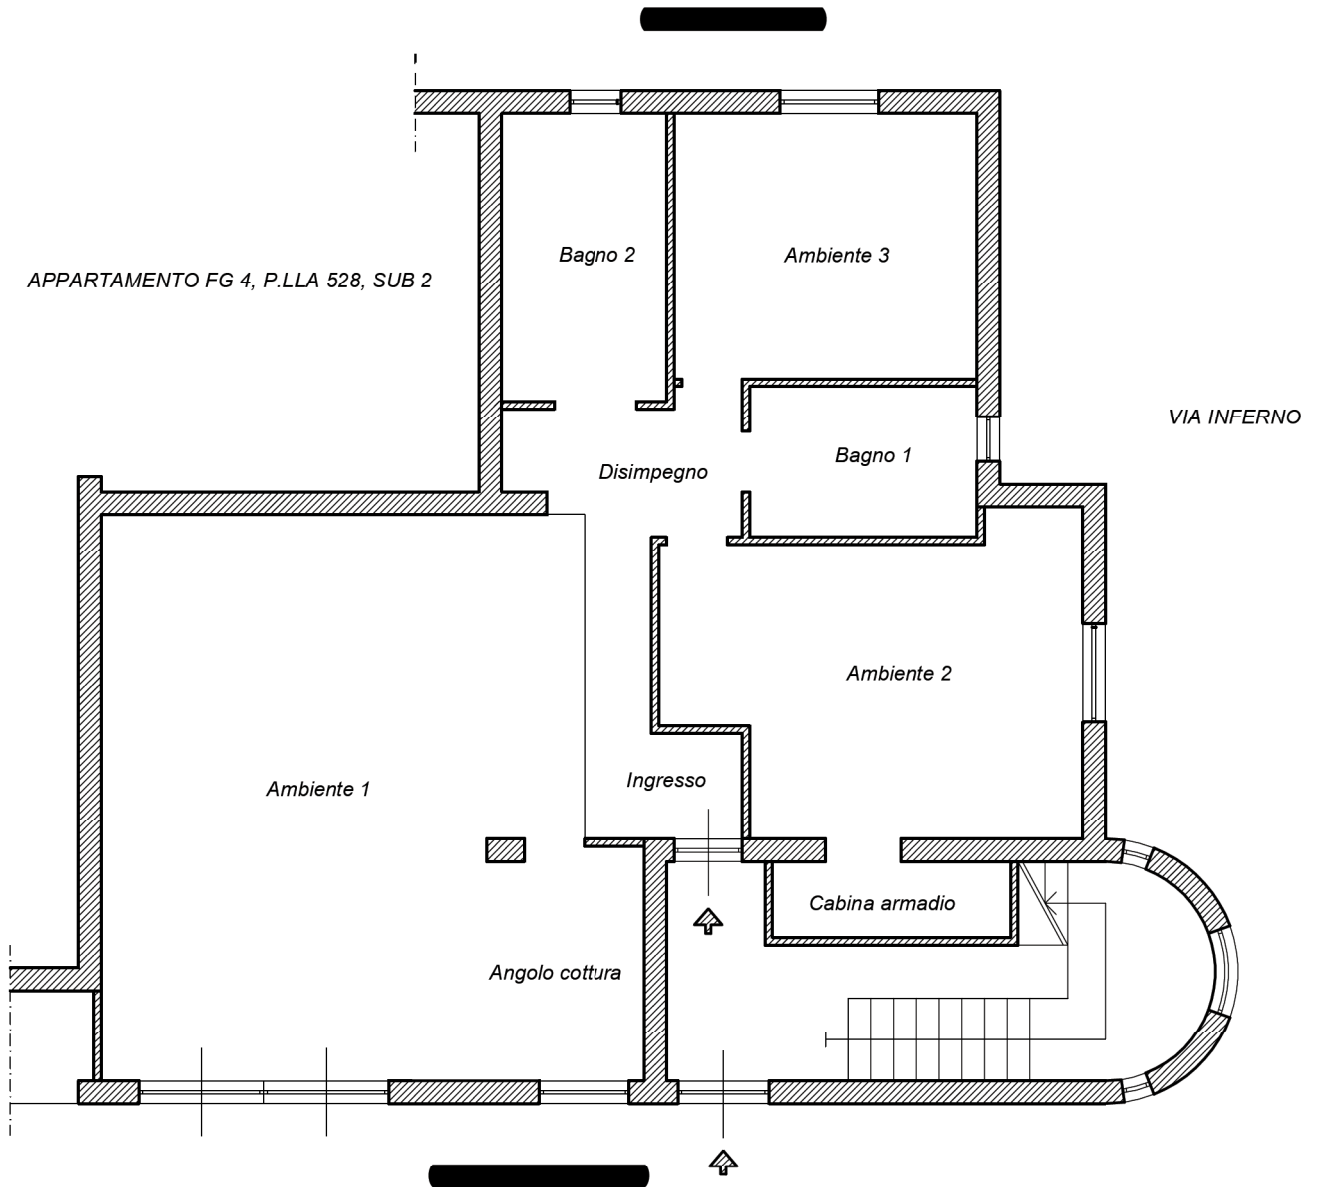 Bagno 2
Ambiente 3
APPARTAMENTO FG 4, P.LLA 528, SUB 2
VIA INFERNO
Bagno 1
Disimpegno
Ambiente 2
Ingresso
Ambiente 1
Cabina armadio
Angolo cottura